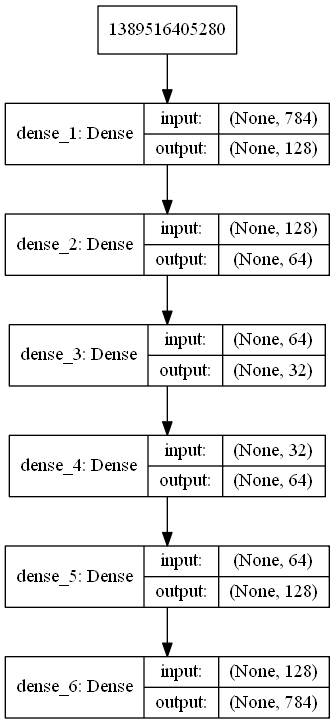 1389516405280
dense_1: Dense
input:
(None, 784)
output:
(None, 128)
dense_2: Dense
input:
(None, 128)
output:
(None, 64)
dense_3: Dense
input:
(None, 64)
output:
(None, 32)
dense_4: Dense
input:
(None, 32)
output:
(None, 64)
dense_5: Dense
input:
(None, 64)
output:
(None, 128)
dense_6: Dense
input:
(None, 128)
output:
(None, 784)